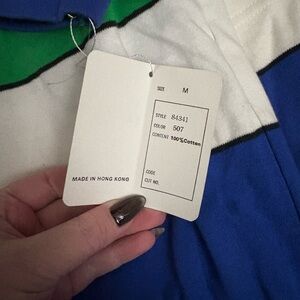 SIZE M
STYLE 84341
COLOR 507
CONTENT 100%Cotton
CODE
CUT NO.
MADE IN HONG KONG